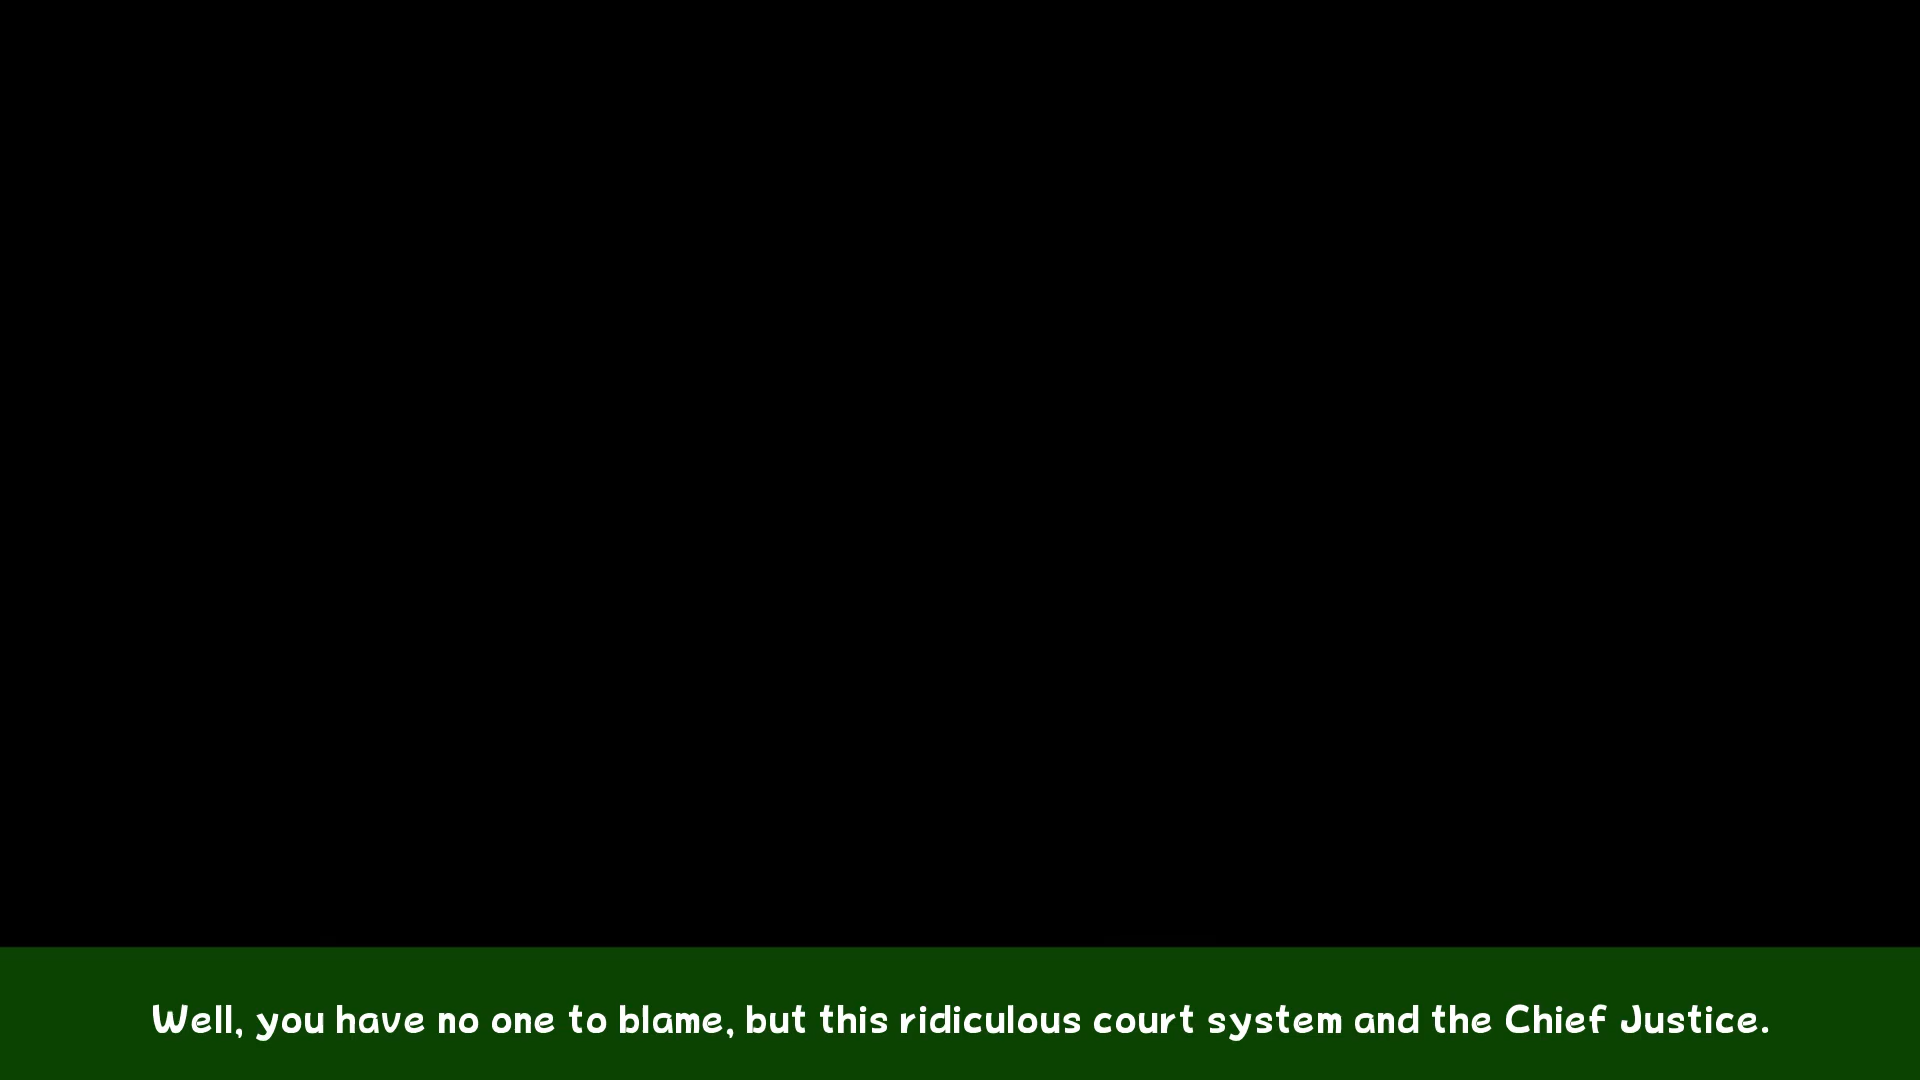 Well, you have no one to blame, but this ridiculous court system and the Chief Justice.